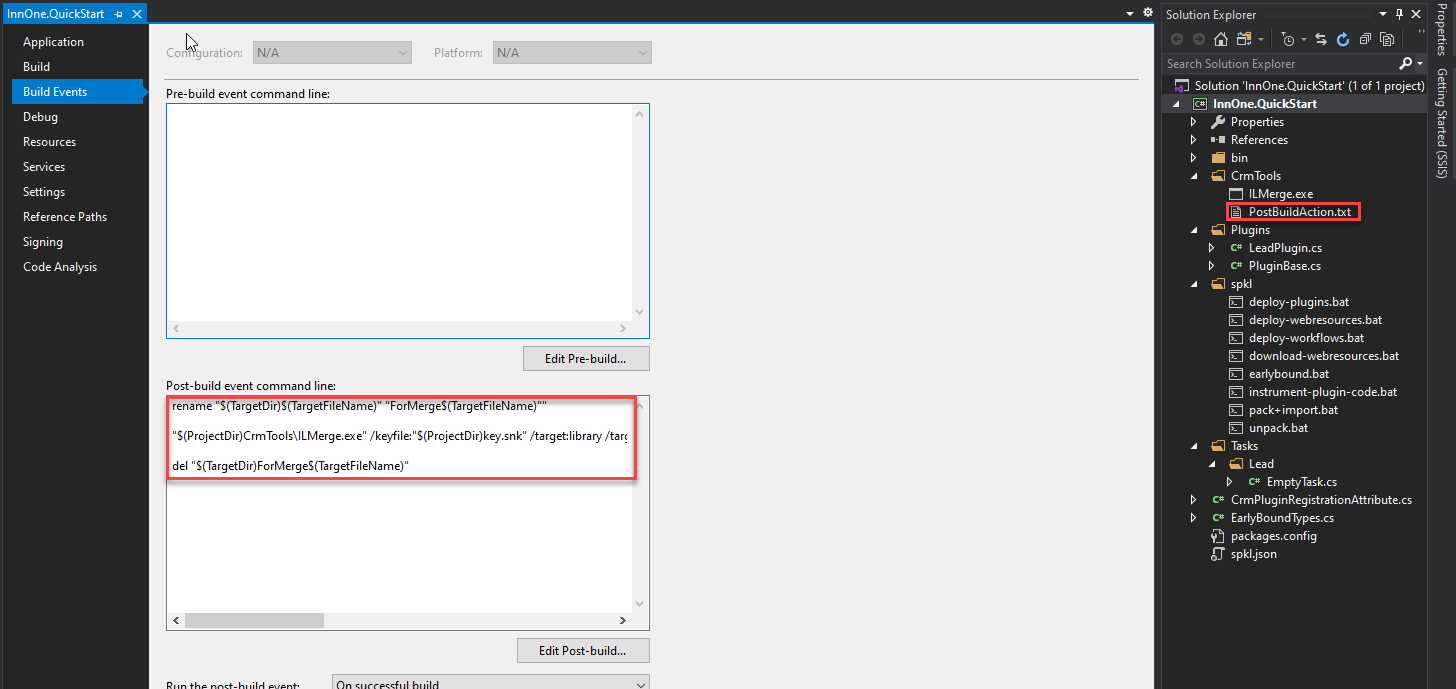 InnOne.QuickStart
Application
Build
Build Events
Debug
Resources
Services
Settings
Reference Paths
Signing
Code Analysis
Configuration: N/A Platform: N/A
Pre-build event command line:
Edit Pre-build...
Post-build event command line:
rename "$(TargetDir)$(TargetFileName)" "ForMerge$(TargetFileName)""
"$(ProjectDir)CrmTools\ILMerge.exe" /keyfile:"$(ProjectDir)key.snk" /target:library /targ
del "$(TargetDir)ForMerge$(TargetFileName)"
Edit Post-build...
Run the post-build event: On successful build
Solution Explorer
Search Solution Explorer
Solution 'InnOne.QuickStart' (1 of 1 project)
C# InnOne.QuickStart
Properties
References
bin
CrmTools
ILMerge.exe
PostBuildAction.txt
Plugins
C# LeadPlugin.cs
C# PluginBase.cs
spkl
deploy-plugins.bat
deploy-webresources.bat
deploy-workflows.bat
download-webresources.bat
earlybound.bat
instrument-plugin-code.bat
pack+import.bat
unpack.bat
Tasks
Lead
C# EmptyTask.cs
C# CrmPluginRegistrationAttribute.cs
C# EarlyBoundTypes.cs
packages.config
spkl.json
Properties
Getting Started (SSIS)